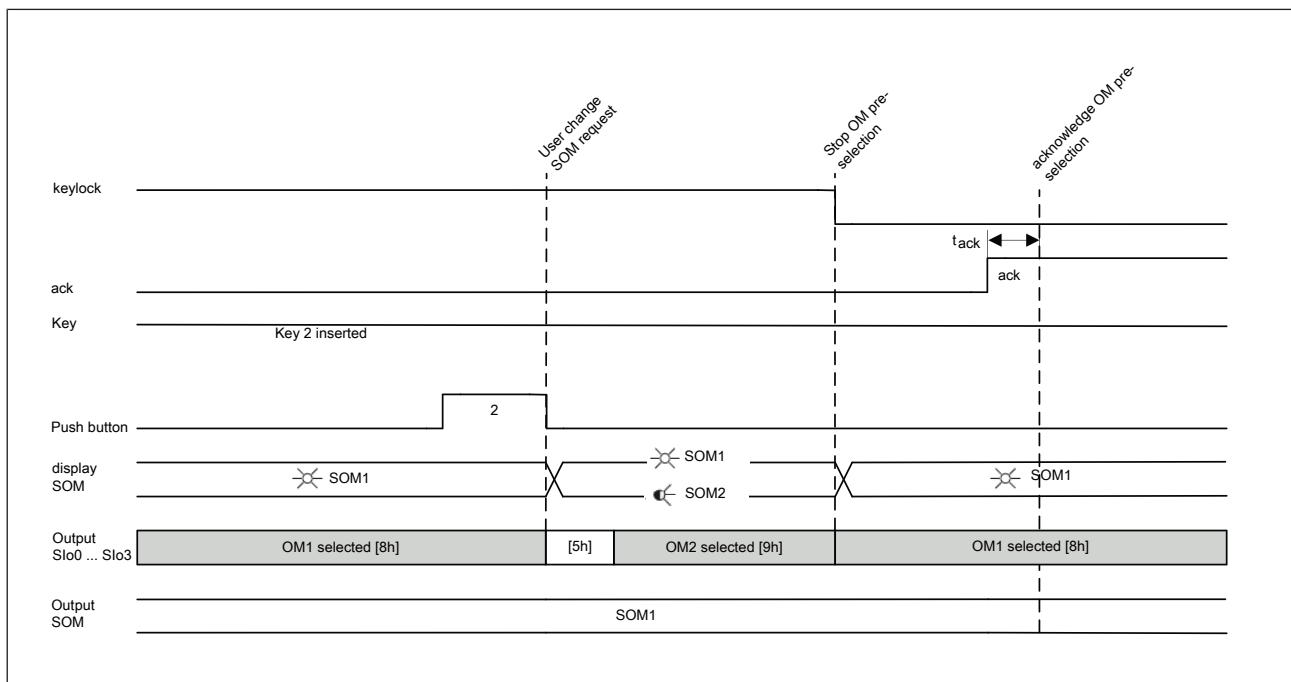 User change
SOM request
Stop OM pre-
selection
acknowledge OM pre-
selection
keylock
tack
ack
ack
Key
Key 2 inserted
2
Push button
display
SOM
SOM1
SOM1
SOM2
SOM1
Output
SIo0 ... SIo3
OM1 selected [8h]
[5h]
OM2 selected [9h]
OM1 selected [8h]
Output
SOM
SOM1